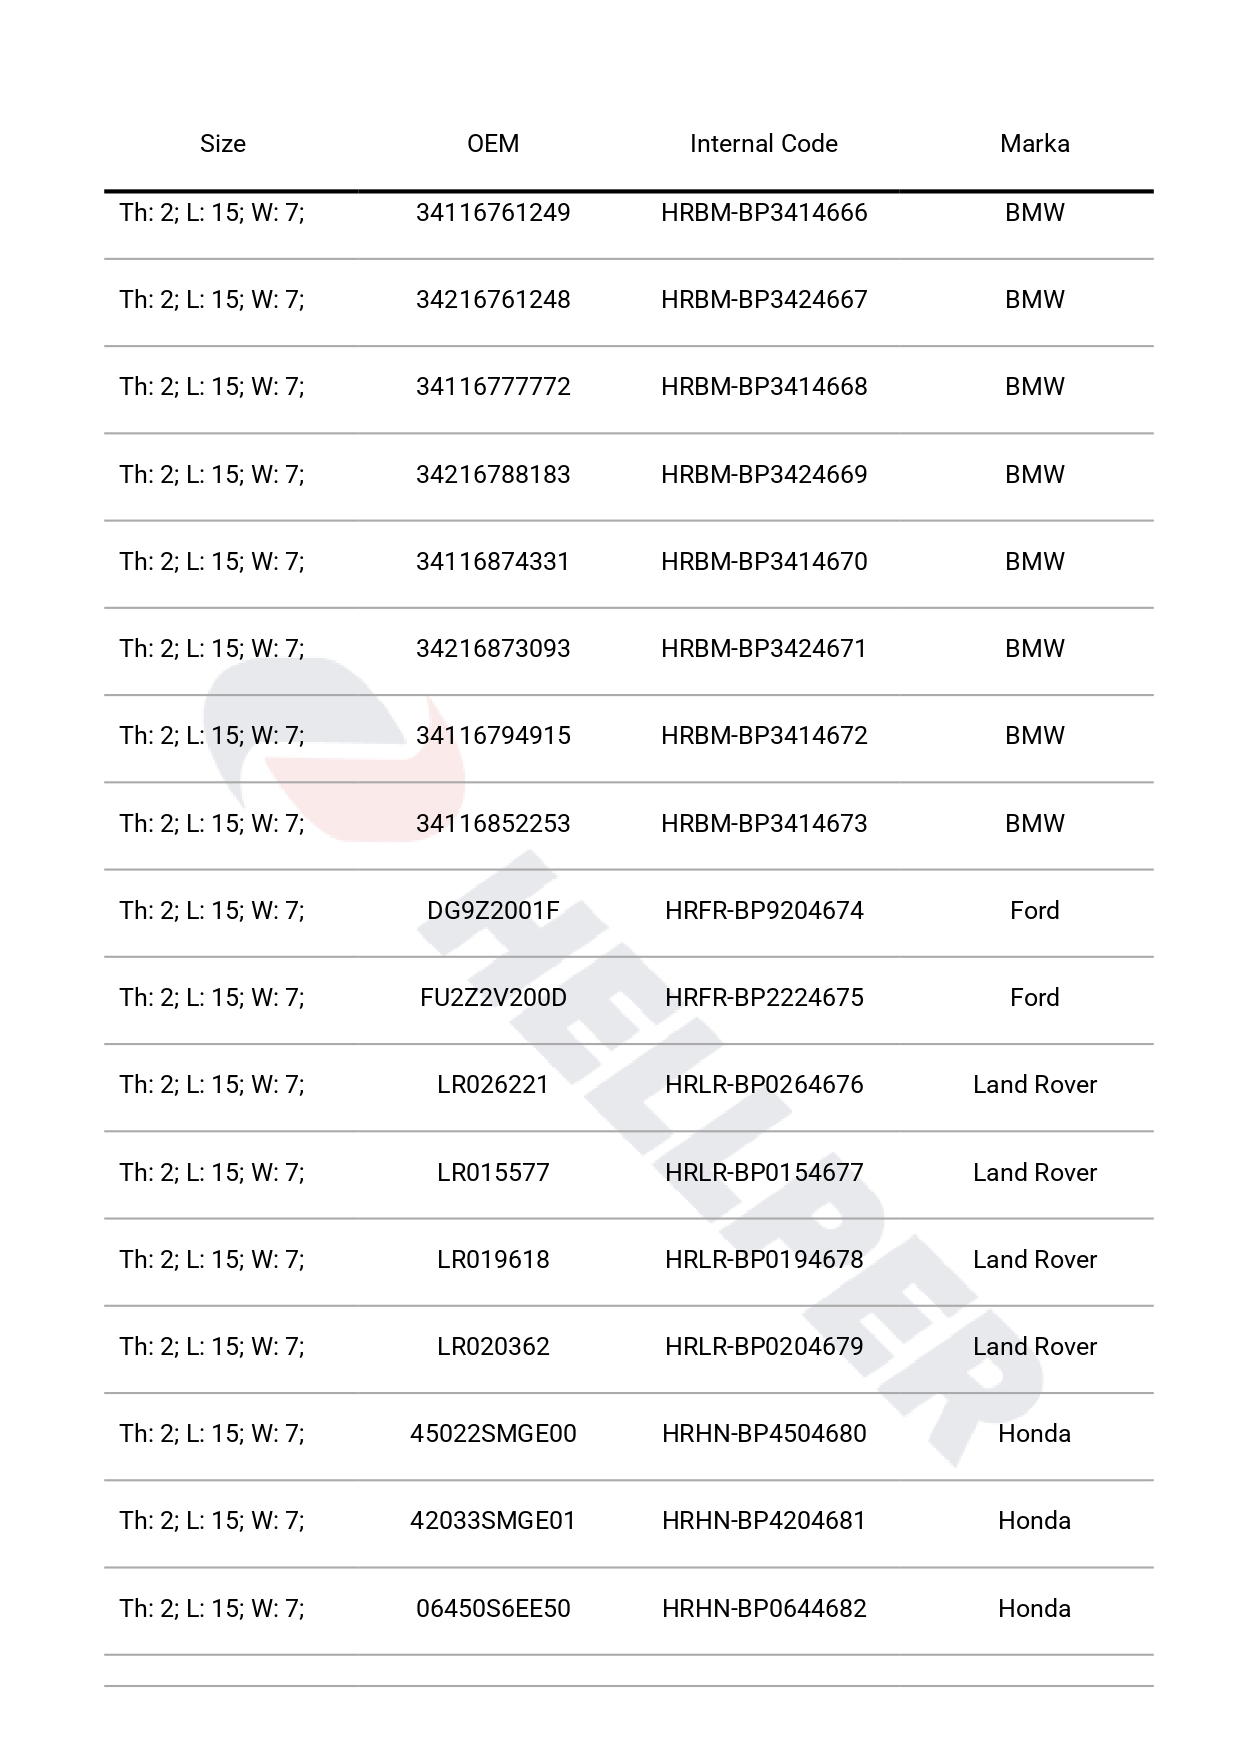 Size OEM Internal Code Marka
Th: 2; L: 15; W: 7; 34116761249 HRBM-BP3414666 BMW
Th: 2; L: 15; W: 7; 34216761248 HRBM-BP3424667 BMW
Th: 2; L: 15; W: 7; 34116777772 HRBM-BP3414668 BMW
Th: 2; L: 15; W: 7; 34216788183 HRBM-BP3424669 BMW
Th: 2; L: 15; W: 7; 34116874331 HRBM-BP3414670 BMW
Th: 2; L: 15; W: 7; 34216873093 HRBM-BP3424671 BMW
Th: 2; L: 15; W: 7; 34116794915 HRBM-BP3414672 BMW
Th: 2; L: 15; W: 7; 34116852253 HRBM-BP3414673 BMW
Th: 2; L: 15; W: 7; DG9Z2001F HRFR-BP9204674 Ford
Th: 2; L: 15; W: 7; FU2Z2V200D HRFR-BP2224675 Ford
Th: 2; L: 15; W: 7; LR026221 HRLR-BP0264676 Land Rover
Th: 2; L: 15; W: 7; LR015577 HRLR-BP0154677 Land Rover
Th: 2; L: 15; W: 7; LR019618 HRLR-BP0194678 Land Rover
Th: 2; L: 15; W: 7; LR020362 HRLR-BP0204679 Land Rover
Th: 2; L: 15; W: 7; 45022SMGE00 HRHN-BP4504680 Honda
Th: 2; L: 15; W: 7; 42033SMGE01 HRHN-BP4204681 Honda
Th: 2; L: 15; W: 7; 06450S6EE50 HRHN-BP0644682 Honda
HELLPER